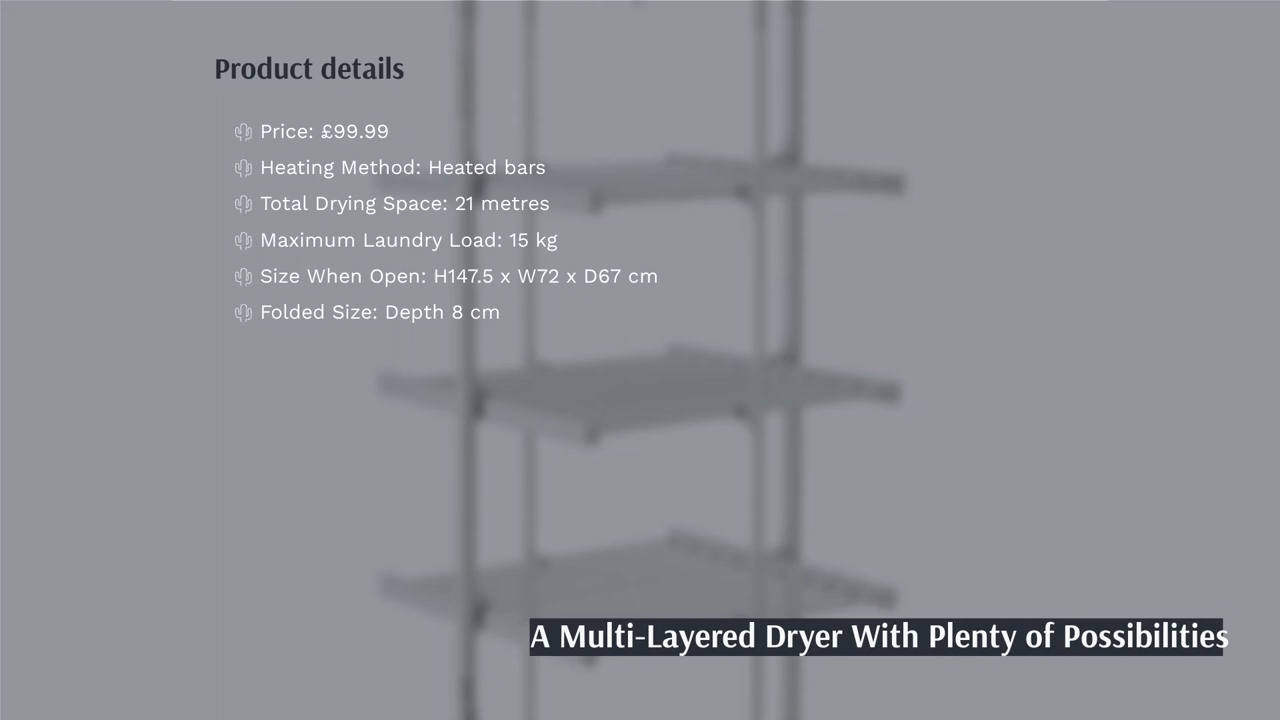 Product details
Price: £99.99
Heating Method: Heated bars
Total Drying Space: 21 metres
Maximum Laundry Load: 15 kg
Size When Open: H147.5 x W72 x D67 cm
Folded Size: Depth 8 cm
A Multi-Layered Dryer With Plenty of Possibilities